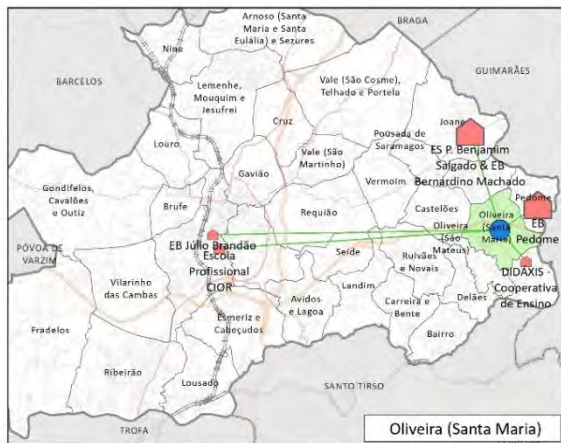 Arnoso (Santa
Maria e Santa
Eulália) e Sezures
BRAGA
Nine
BARCELOS
GUIMARÃES
Lemenhe,
Mouquim e
Jesufrei
Vale (São Cosme),
Telhado e Portela
Cruz
Joane
Pousada de
Saramagos
ES P. Benjamim
Salgado & EB
Bernardino Machado
Louro
Vale (São
Martinho)
Gavião
Vermoim
Gondifelos,
Cavalões
e Outiz
Brufe
Requião
Castelões
Pedome
EB
Pedome
Oliveira
(Santa
Maria)
Oliveira
(São
Mateus)
PÓVOA DE
VARZIM
EB Júlio Brandão
Escola
Profissional
CIOR
Seide
Ruivães
e Novais
DIDÁXIS
Cooperativa
de Ensino
Vilarinho
das Cambas
Landim
Delães
Avidos
e Lagoa
Carreira e
Bente
Fradelos
Esmeriz e
Cabeçudos
Bairro
Ribeirão
Lousado
SANTO TIRSO
TROFA
Oliveira (Santa Maria)